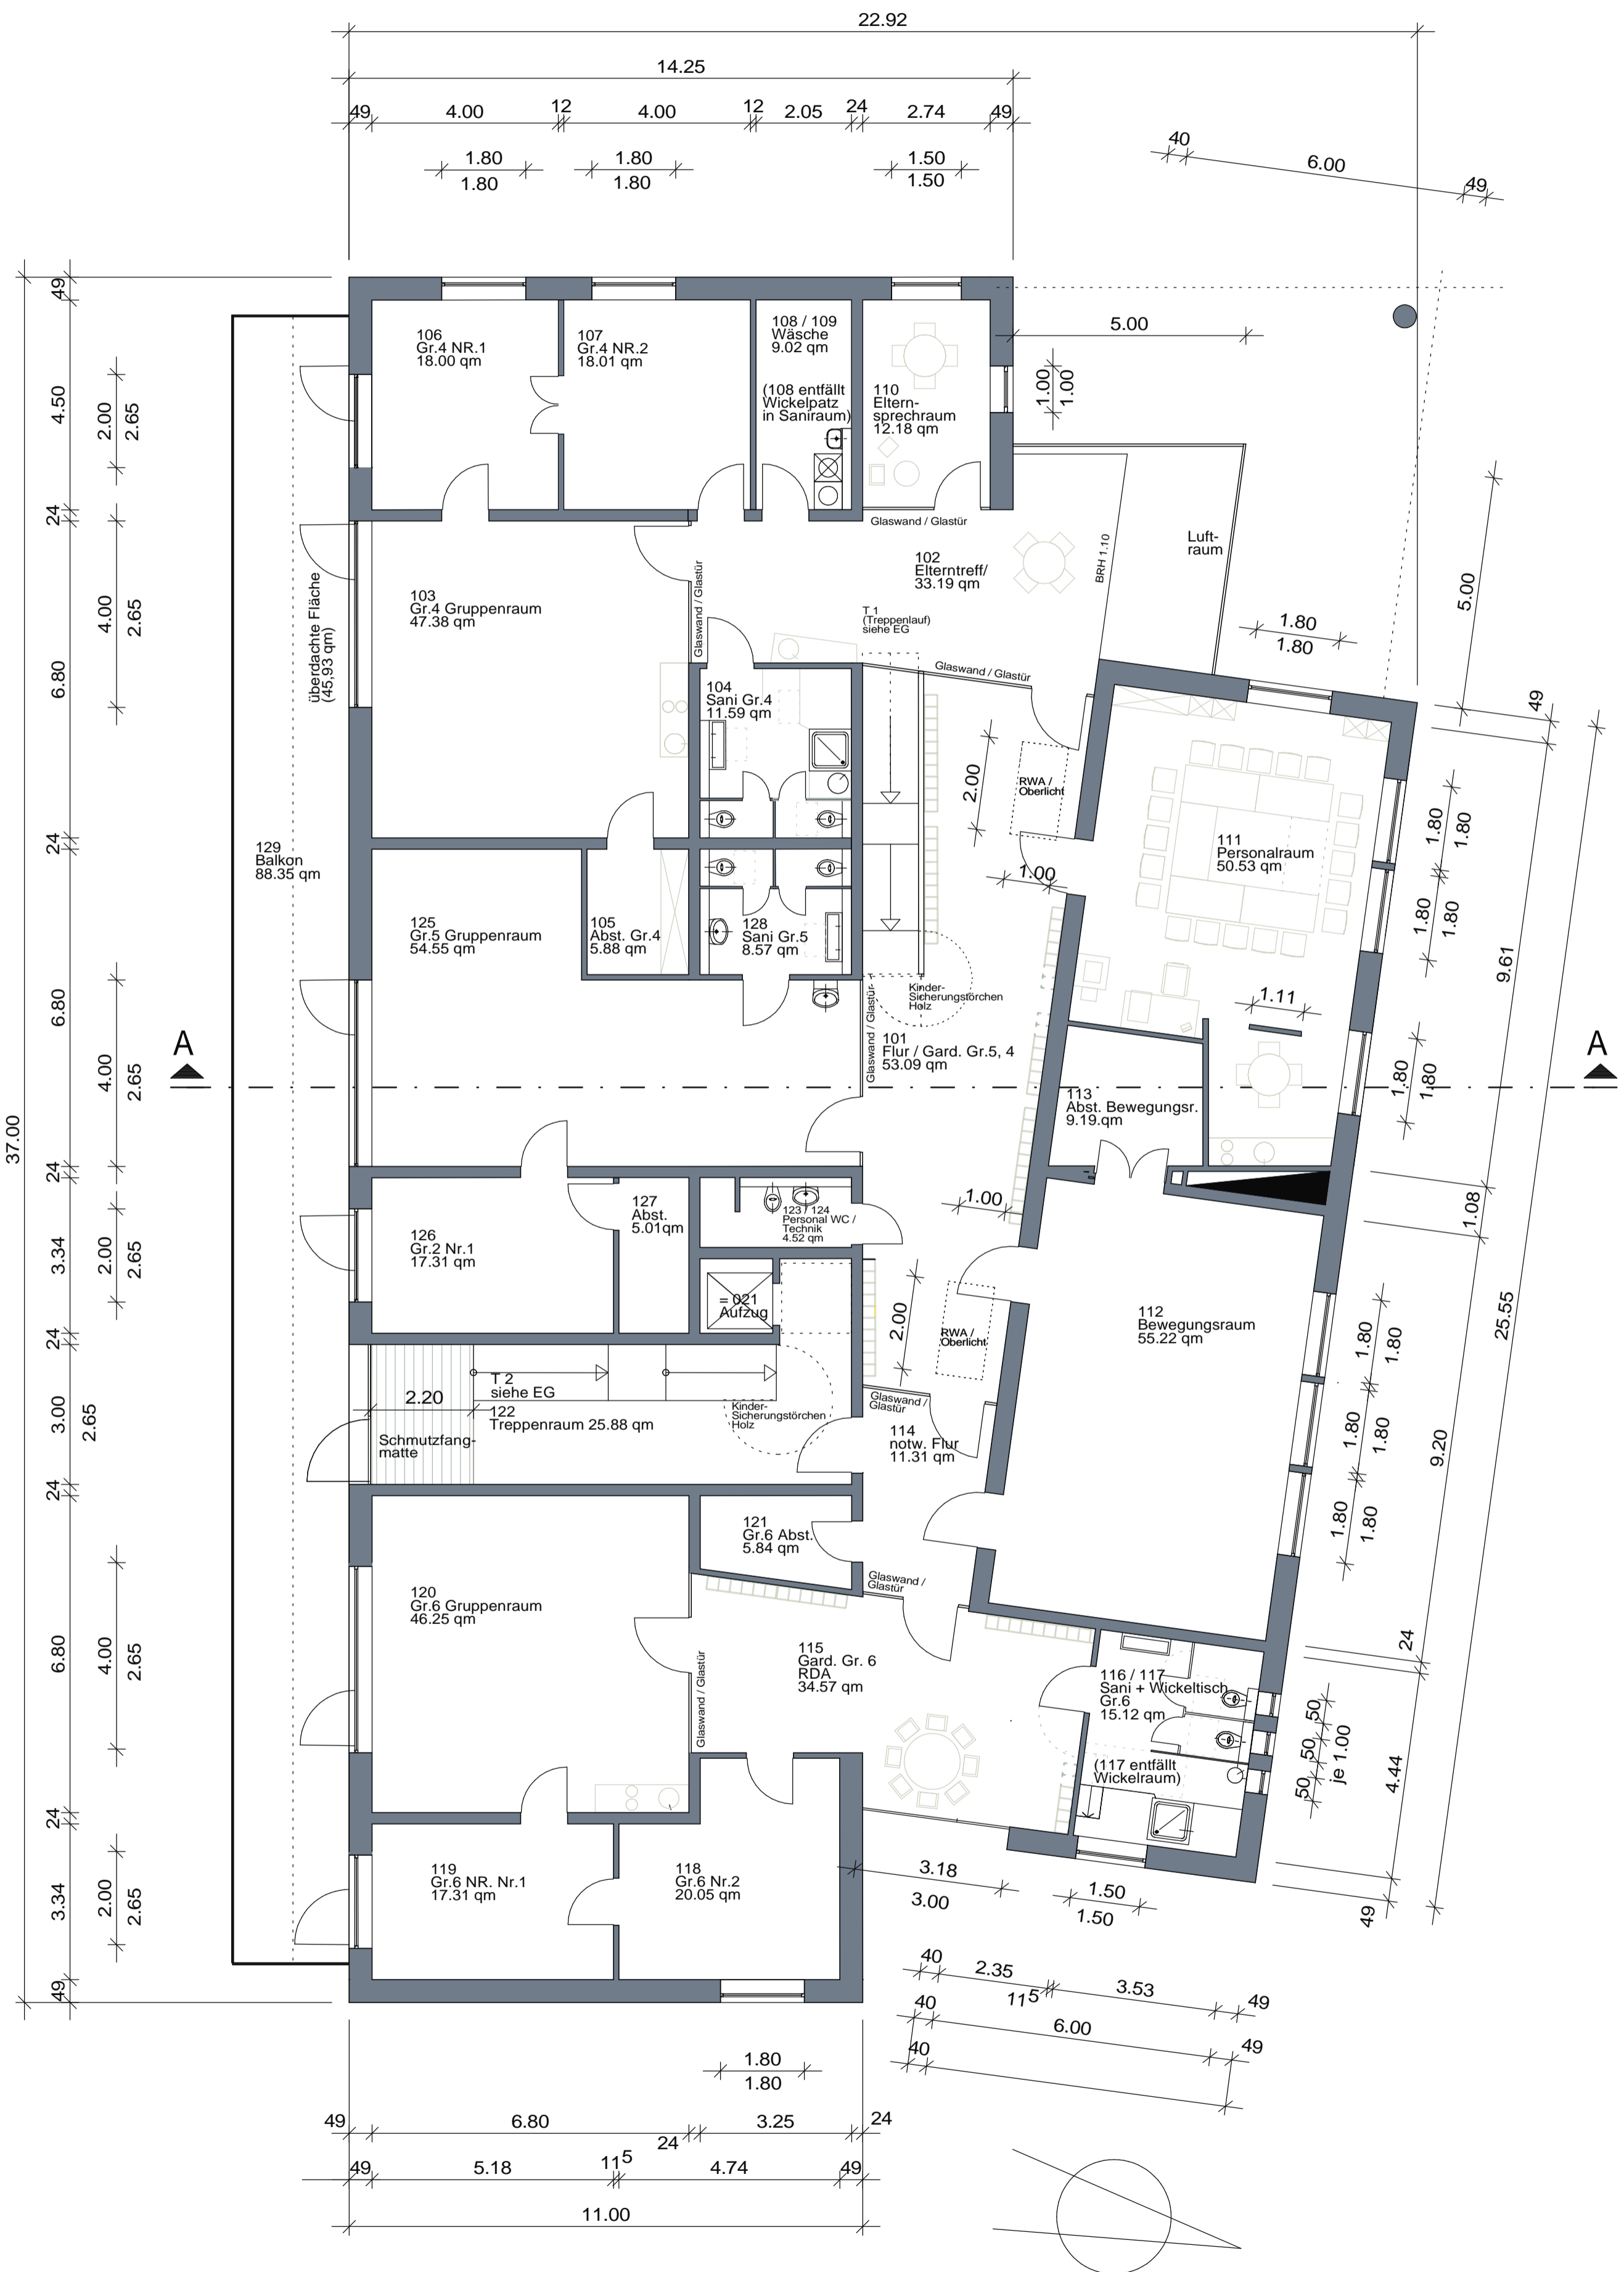 22.92
14.25
49
4.00
12
4.00
12
2.05
24
2.74
49
1.80
1.80
1.80
1.80
1.50
1.50
40
6.00
49
37.00
49
4.50
24
6.80
24
6.80
24
3.34
24
3.00
24
6.80
24
3.34
49
2.00
2.65
4.00
2.65
4.00
2.65
2.00
2.65
2.65
4.00
2.65
2.00
2.65
106
Gr.4 NR.1
18.00 qm
107
Gr.4 NR.2
18.01 qm
108 / 109
Wäsche
9.02 qm
(108 entfällt
Wickelpatz
in Saniraum)
110
Eltern-
sprechraum
12.18 qm
1.00
1.00
5.00
Glaswand / Glastür
102
Elterntreff/
33.19 qm
BRH 1.10
Luft-
raum
T 1
(Treppenlauf)
siehe EG
Glaswand / Glastür
Glaswand / Glastür
überdachte Fläche
(45,93 qm)
103
Gr.4 Gruppenraum
47.38 qm
104
Sani Gr.4
11.59 qm
1.80
1.80
5.00
49
2.00
RWA /
Oberlicht
1.00
111
Personalraum
50.53 qm
1.80
1.80
1.80
1.80
1.80
1.80
9.61
129
Balkon
88.35 qm
125
Gr.5 Gruppenraum
54.55 qm
105
Abst. Gr.4
5.88 qm
128
Sani Gr.5
8.57 qm
Kinder-
Sicherungstörchen
Holz
Glaswand / Glastür
101
Flur / Gard. Gr.5, 4
53.09 qm
1.11
A
A
113
Abst. Bewegungsr.
9.19.qm
1.00
1.08
126
Gr.2 Nr.1
17.31 qm
127
Abst.
5.01qm
123 / 124
Personal WC /
Technik
4.52 qm
= 021
Aufzug
2.00
RWA /
Oberlicht
112
Bewegungsraum
55.22 qm
1.80
1.80
1.80
1.80
1.80
1.80
9.20
25.55
2.20
T 2
siehe EG
122
Treppenraum 25.88 qm
Schmutzfang-
matte
Kinder-
Sicherungstörchen
Holz
Glaswand /
Glastür
114
notw. Flur
11.31 qm
121
Gr.6 Abst.
5.84 qm
Glaswand /
Glastür
120
Gr.6 Gruppenraum
46.25 qm
Glaswand / Glastür
115
Gard. Gr. 6
RDA
34.57 qm
116 / 117
Sani + Wickeltisch
Gr.6
15.12 qm
(117 entfällt
Wickelraum)
50
50
50
je 1.00
24
4.44
49
119
Gr.6 NR. Nr.1
17.31 qm
118
Gr.6 Nr.2
20.05 qm
3.18
3.00
1.50
1.50
40
2.35
11⁵
3.53
49
40
6.00
49
40
1.80
1.80
49
6.80
24
3.25
24
49
5.18
11⁵
4.74
49
11.00